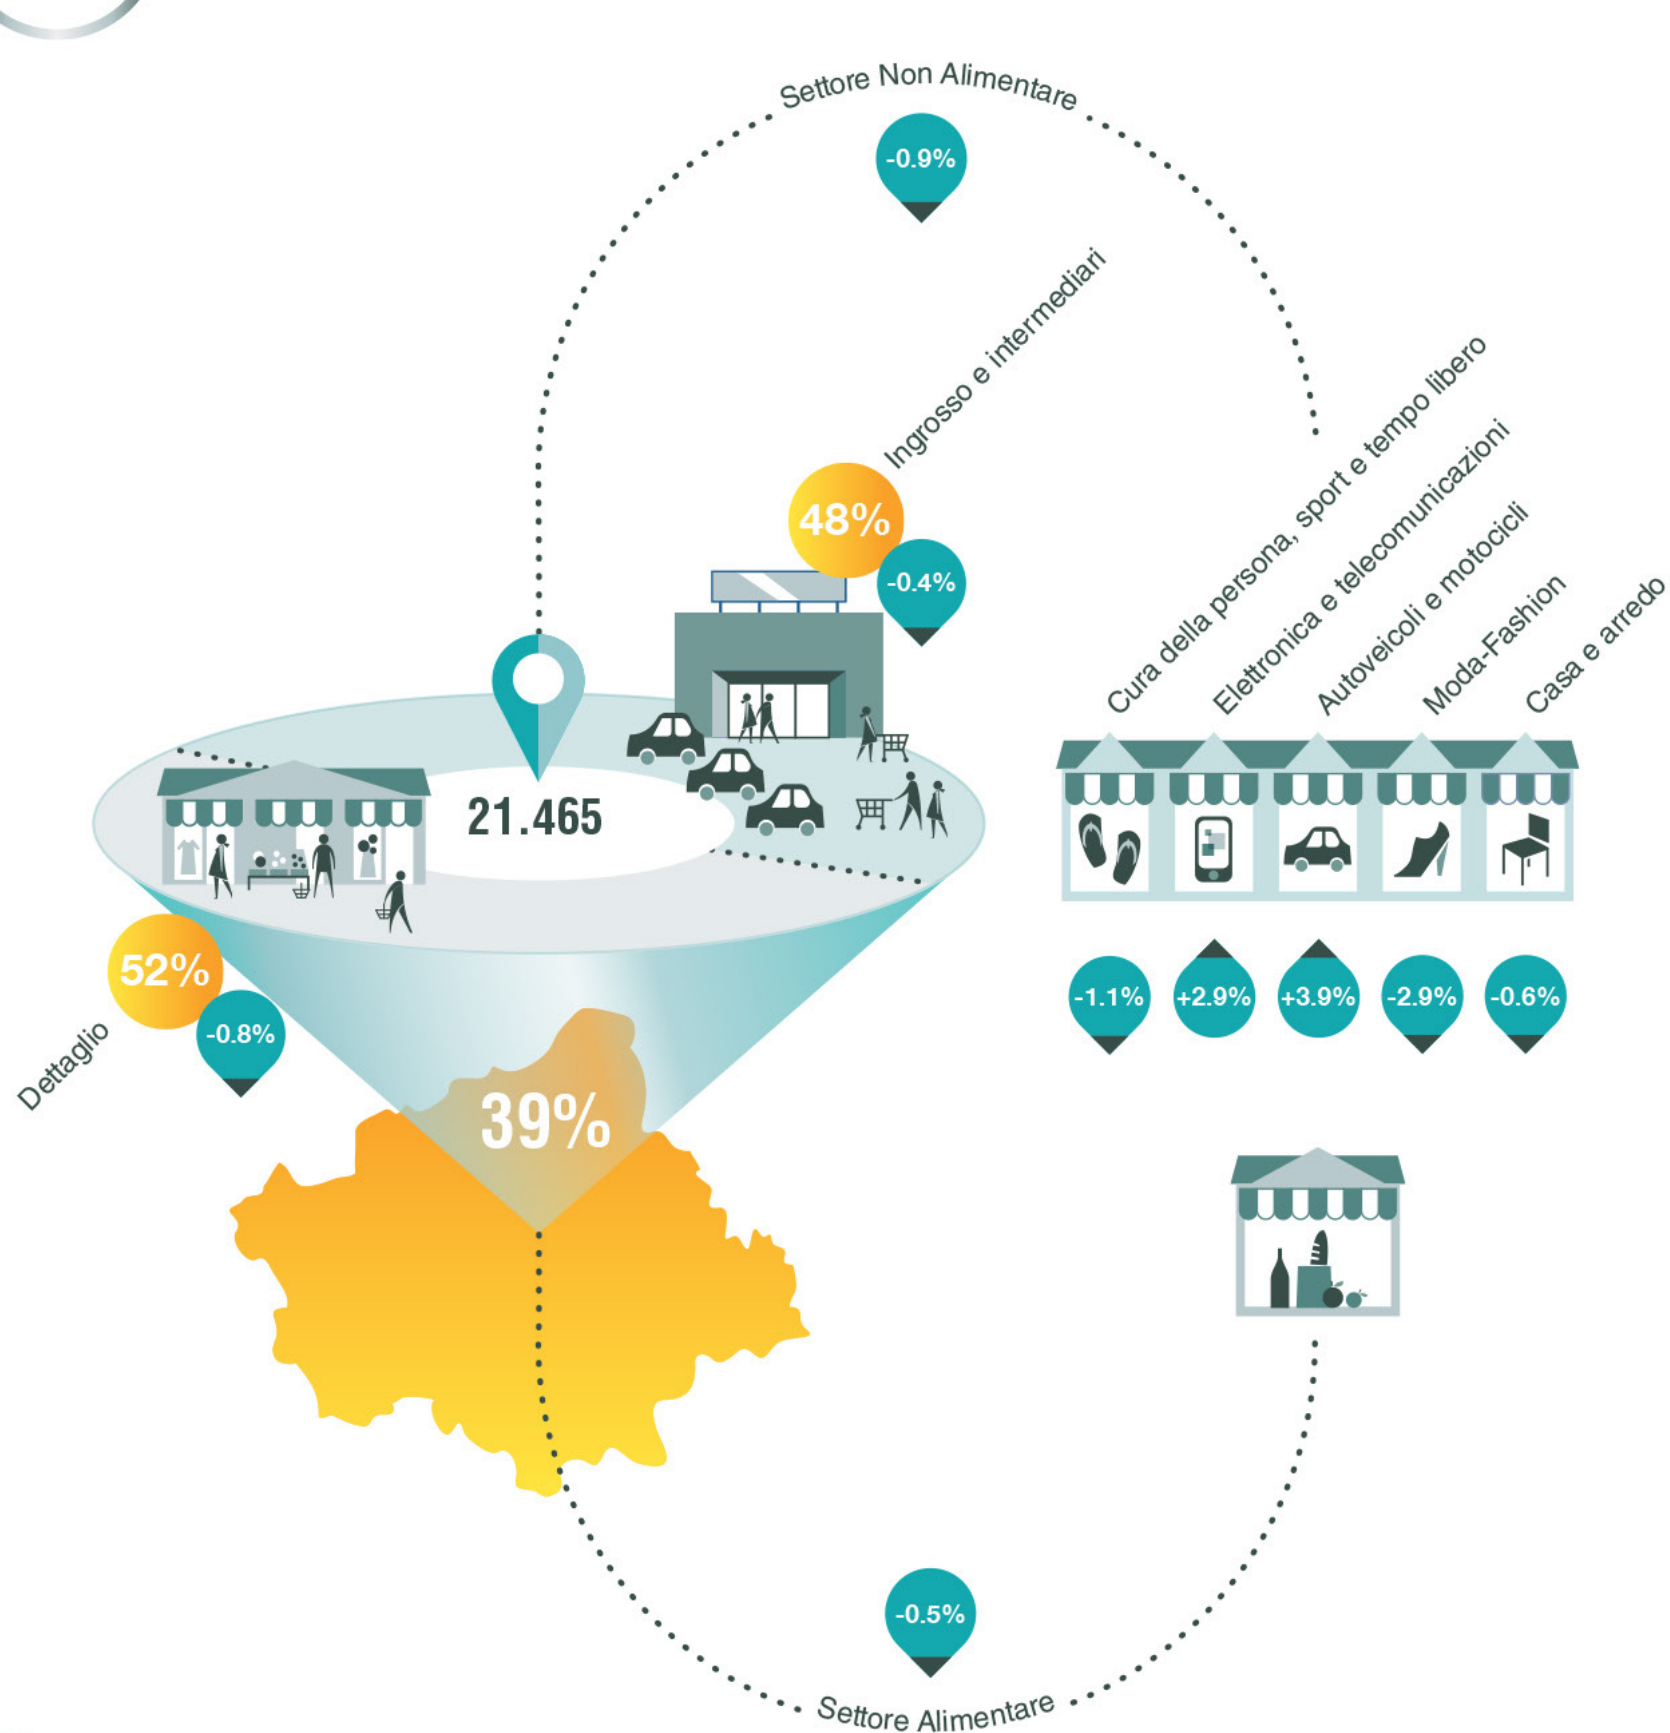 Settore Non Alimentare
-0.9%
Ingrosso e intermediari
48%
-0.4%
Cura della persona, sport e tempo libero
Elettronica e telecomunicazioni
Autoveicoli e motocicli
Moda-Fashion
Casa e arredo
21.465
52%
-0.8%
Dettaglio
-1.1%
+2.9%
+3.9%
-2.9%
-0.6%
39%
-0.5%
Settore Alimentare